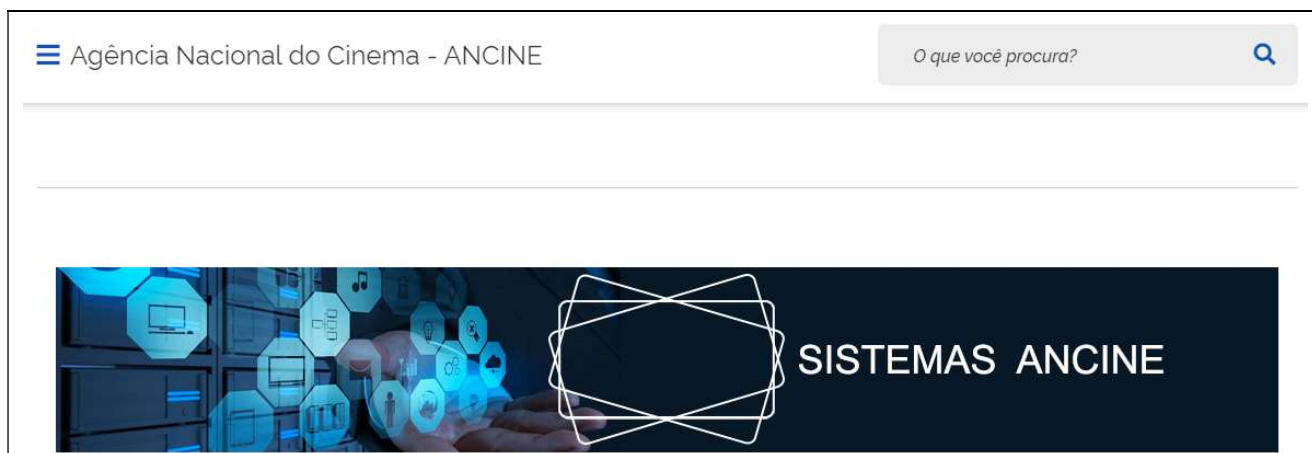 Agência Nacional do Cinema - ANCINE
O que você procura?
SISTEMAS ANCINE